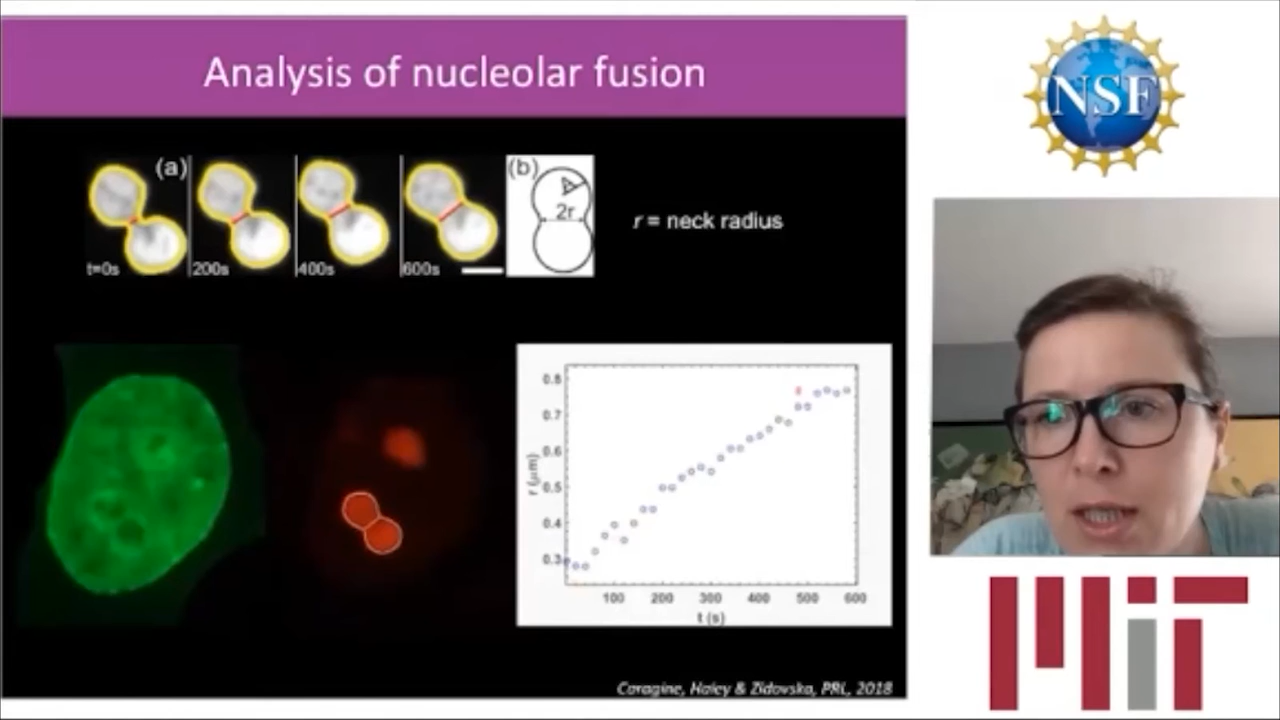 Analysis of nucleolar fusion
(a)
(b)
2r
t=0s
200s
400s
600s
r = neck radius
0.8
0.7
0.6
0.5
0.4
0.3
r (μm)
100 200 300 400 500 600
t (s)
Caragine, Haley & Zidovska, PRL, 2018
NSF
MiT